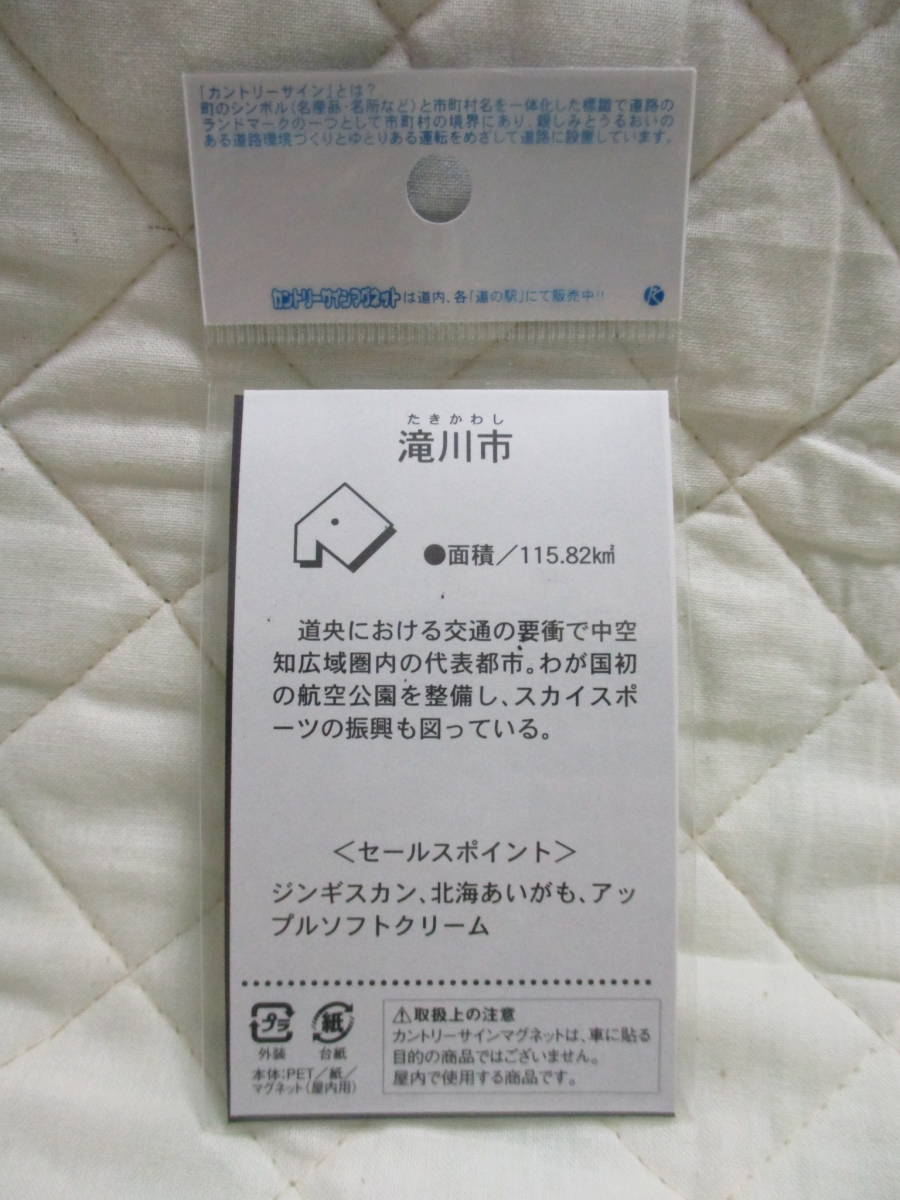 「カントリーサイン」とは?
町のシンボル(名産品・名所など)と市町村名を一体化した標識で道路の
ランドマークの一つとして市町村の境界にあり、親しみとうるおいの
ある道路環境づくりとゆとりある運転をめざして道路に設置しています。
カントリーサインマグネットは道内、各「道の駅」にて販売中!!
たきかわし
滝川市
●面積/115.82k㎡
道央における交通の要衝で中空
知広域圏内の代表都市。わが国初
の航空公園を整備し、スカイスポ
ーツの振興も図っている。
<セールスポイント>
ジンギスカン、北海あいがも、アッ
プルソフトクリーム
プラ 紙
外装 台紙
本体:PET/紙/
マグネット(屋内用)
⚠取扱上の注意
カントリーサインマグネットは、車に貼る
目的の商品ではございません。
屋内で使用する商品です。